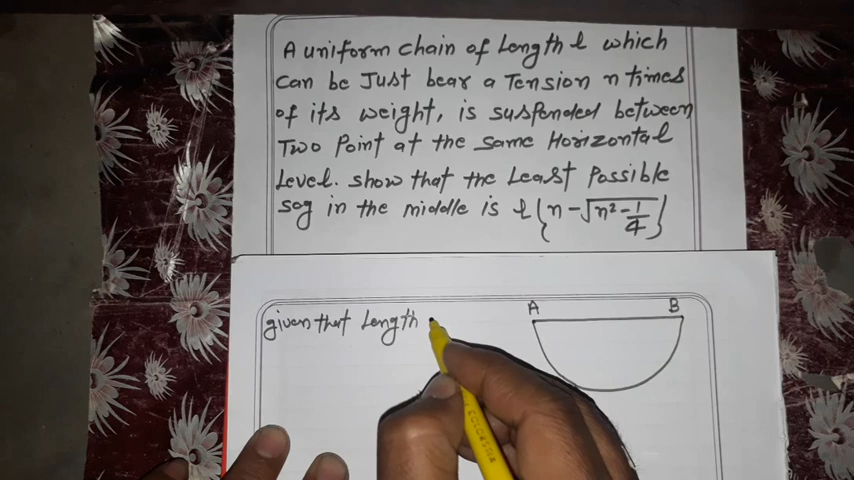 A uniform chain of Length l which
can be Just bear a Tension n times
of its weight, is suspended between
Two Point at the same Horizontal
Level. show that the Least Possible
sag in the middle is l{n-√n²-1/4}
given that Length
A B